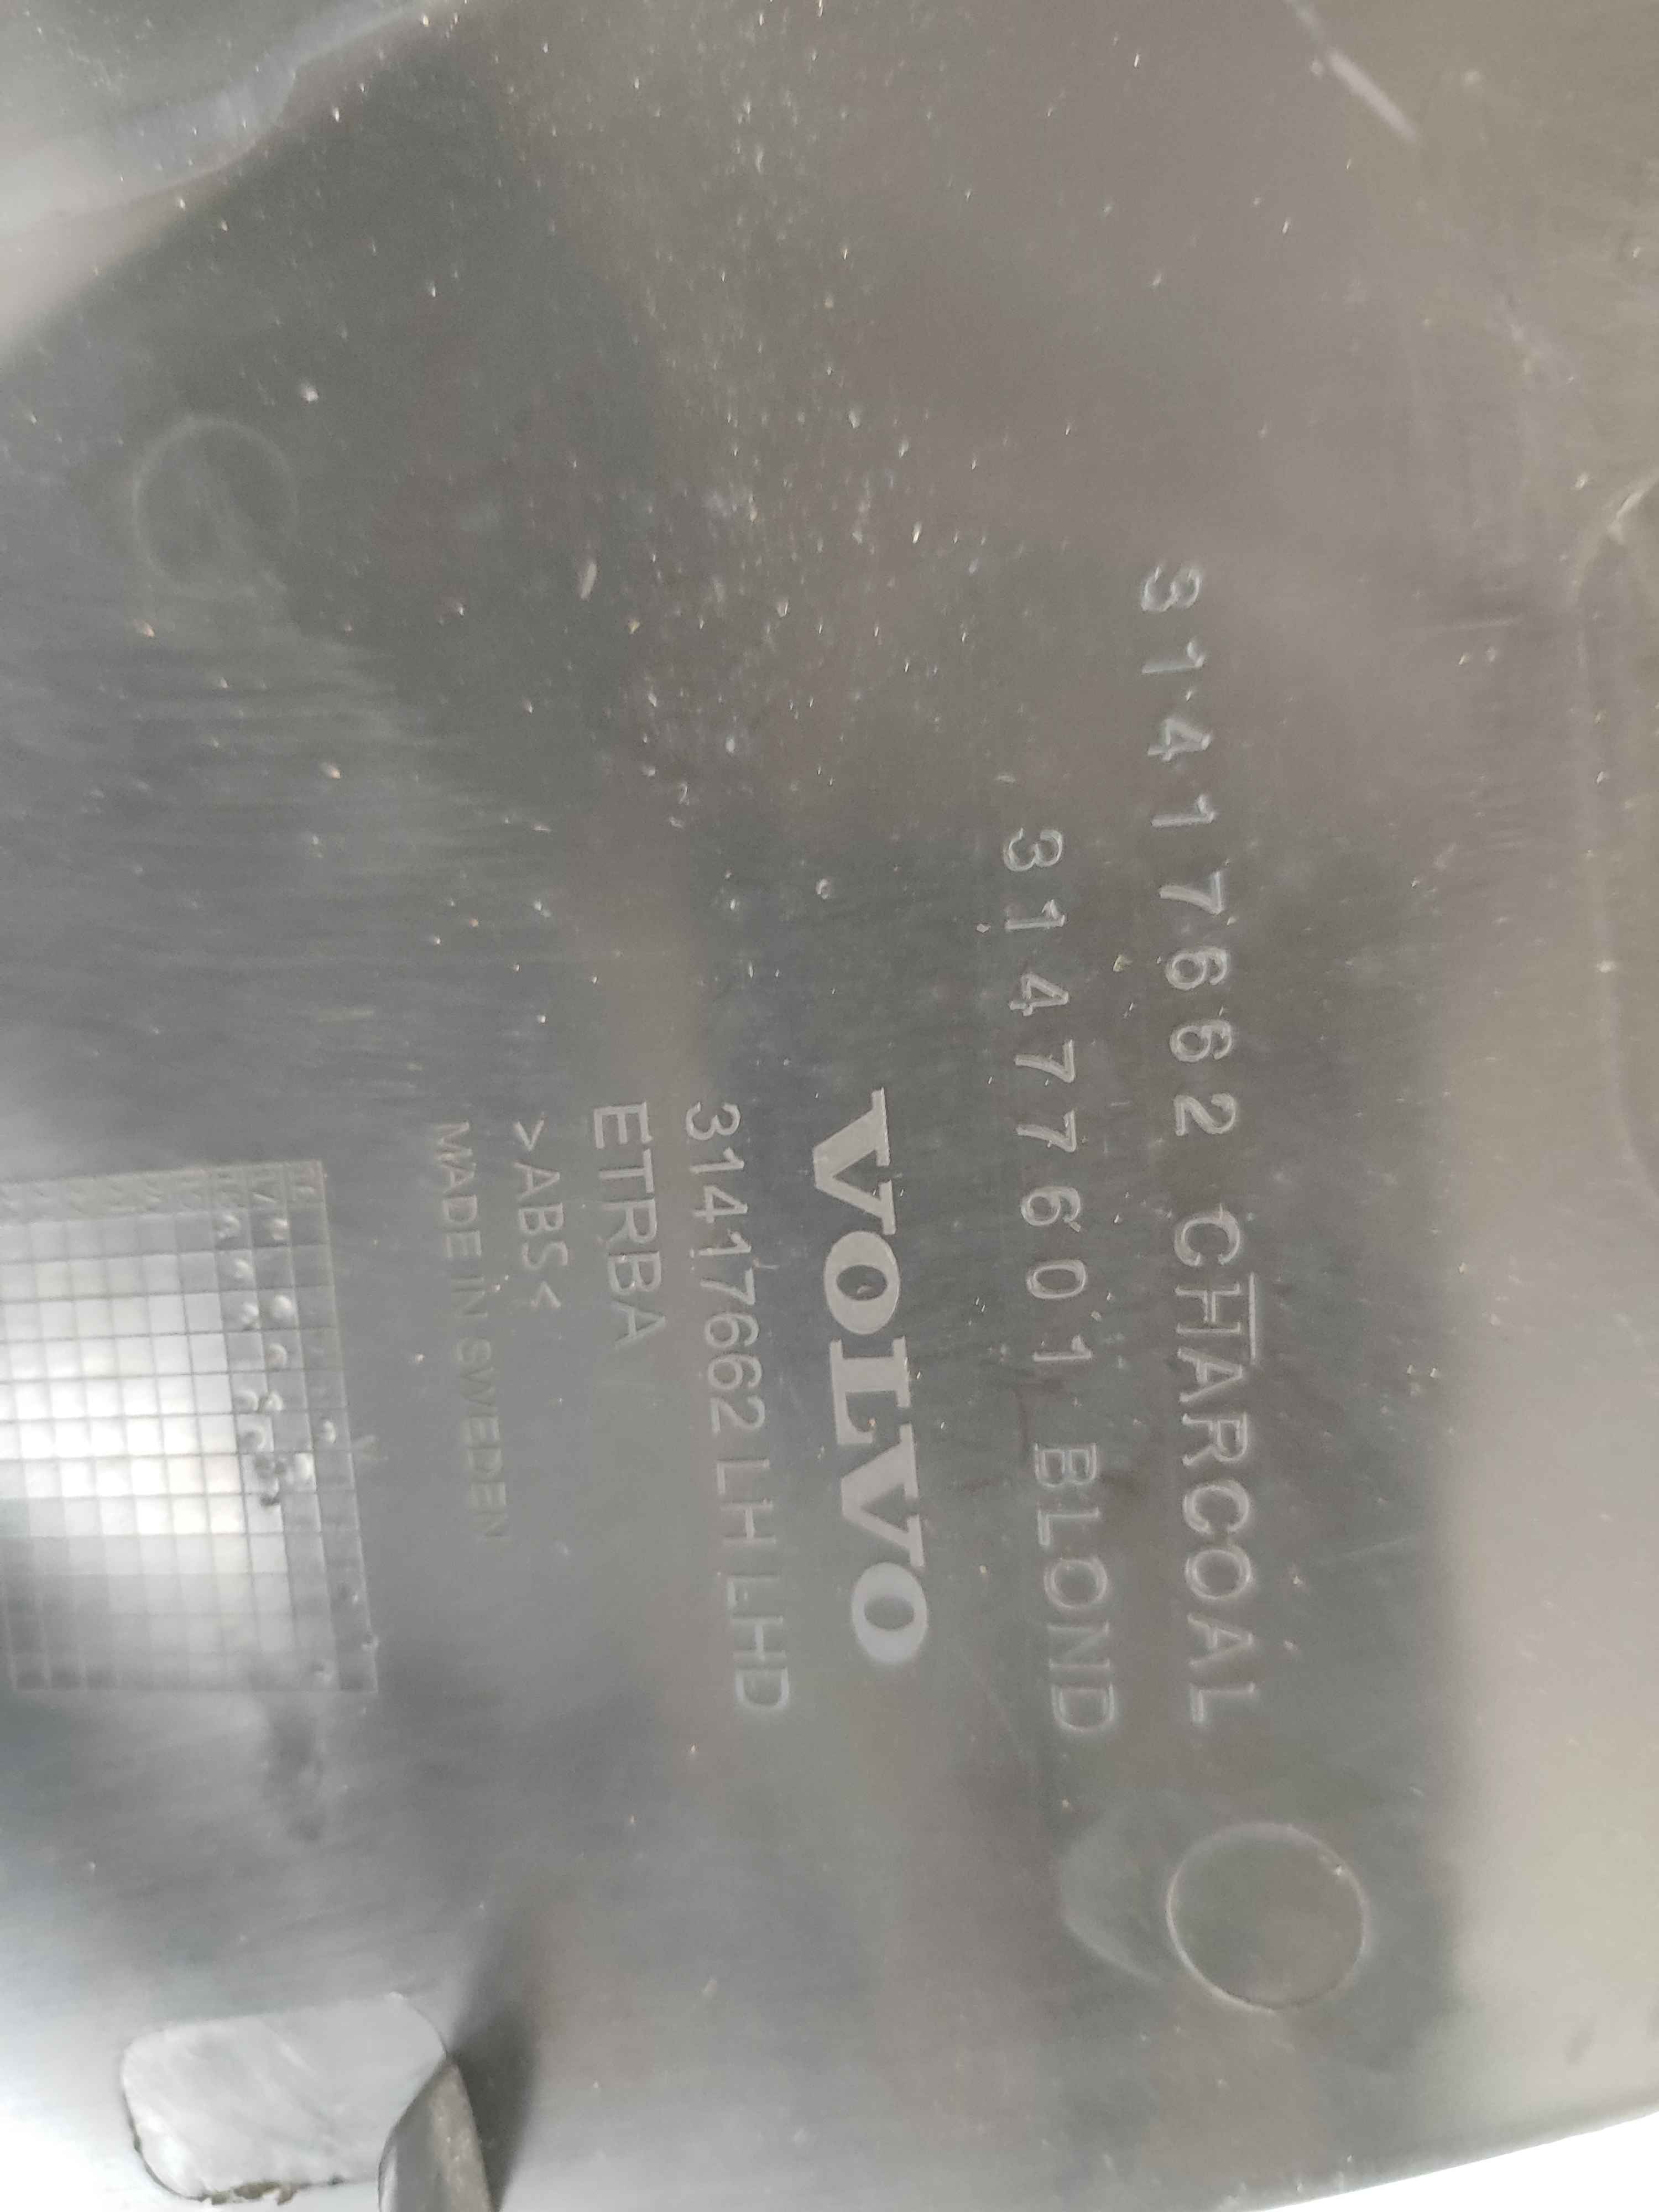 31417662 CHARCOAL
31477601 BLOND
VOLVO
31417662 LH LHD
ETRBA
>ABS<
MADE IN SWEDEN